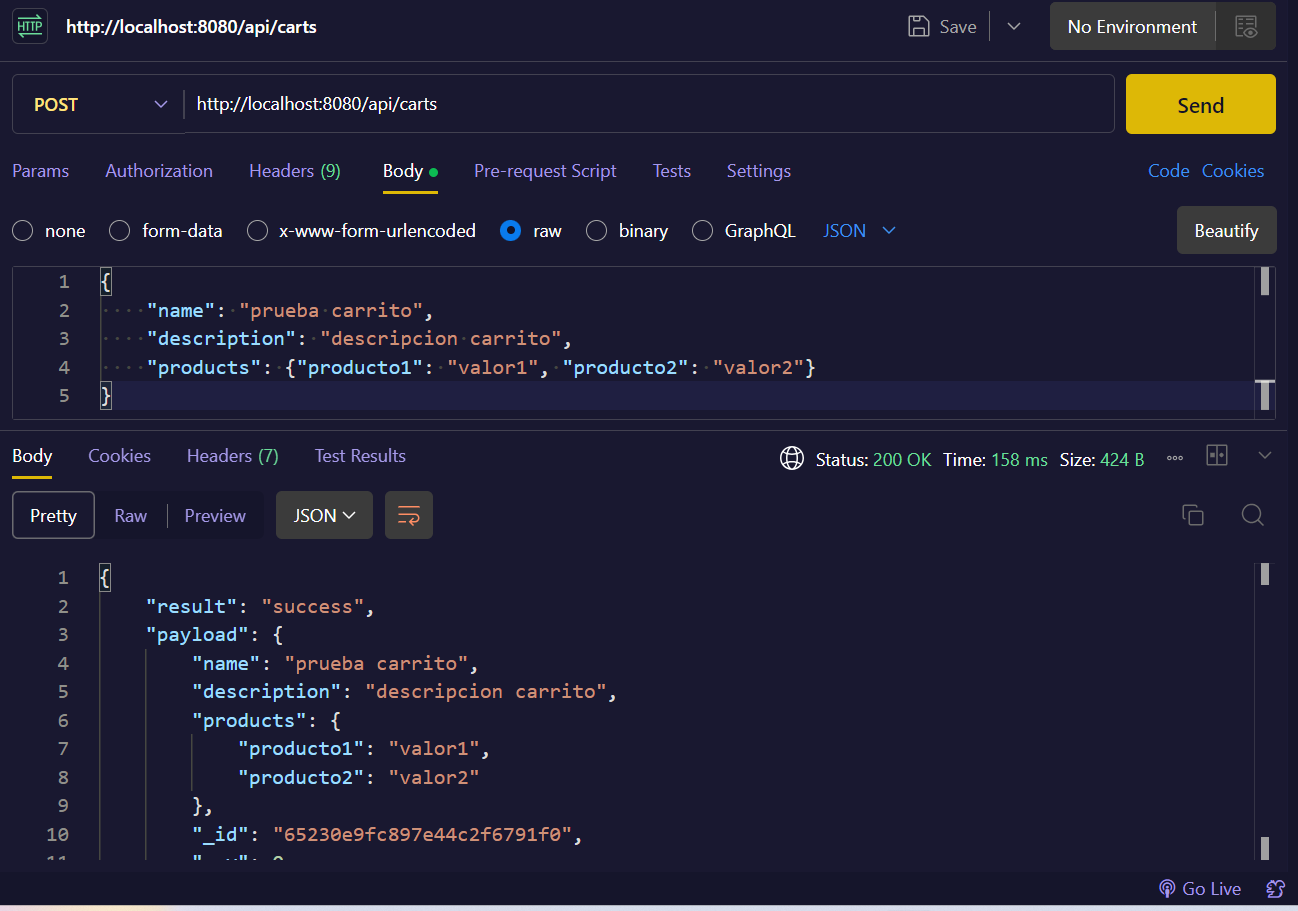 HTTP http://localhost:8080/api/carts Save No Environment
POST http://localhost:8080/api/carts Send
Params Authorization Headers (9) Body Pre-request Script Tests Settings Code Cookies
none form-data x-www-form-urlencoded raw binary GraphQL JSON Beautify
1 {
2 "name": "prueba carrito",
3 "description": "descripcion carrito",
4 "products": {"producto1": "valor1", "producto2": "valor2"}
5 }
Body Cookies Headers (7) Test Results Status: 200 OK Time: 158 ms Size: 424 B
Pretty Raw Preview JSON
1 {
2 "result": "success",
3 "payload": {
4 "name": "prueba carrito",
5 "description": "descripcion carrito",
6 "products": {
7 "producto1": "valor1",
8 "producto2": "valor2"
9 },
10 "_id": "65230e9fc897e44c2f6791f0",
Go Live